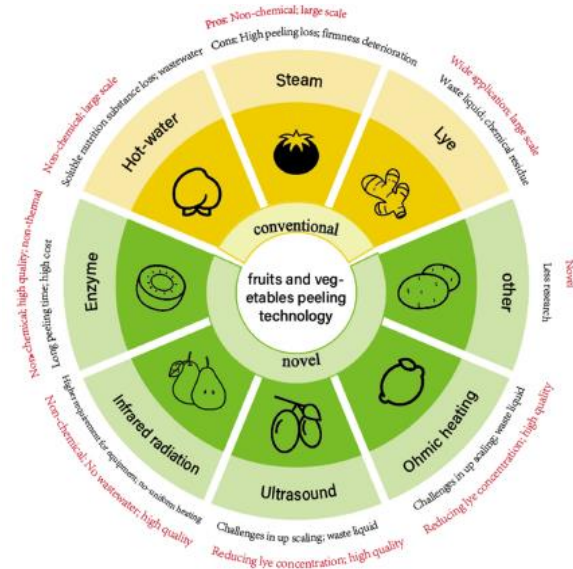 Pros: Non-chemical; large scale
Cons: High peeling loss; firmness deterioration
Steam
Wide application; large scale
Waste liquid; chemical residue
Lye
Novel
Less research
other
Reducing lye concentration; high quality
Challenges in up scaling; waste liquid
Ohmic heating
Ultrasound
Challenges in up scaling; waste liquid
Reducing lye concentration; high quality
Infrared radiation
Higher requirement for equipment; no-uniform heating
Non-chemical; No wastewater; high quality
Enzyme
Long peeling time; high cost
Non-chemical; high quality; non-thermal
Hot-water
Soluble nutrition substance loss; wastewater
Non-chemical; large scale
conventional
fruits and veg-
etables peeling
technology
novel